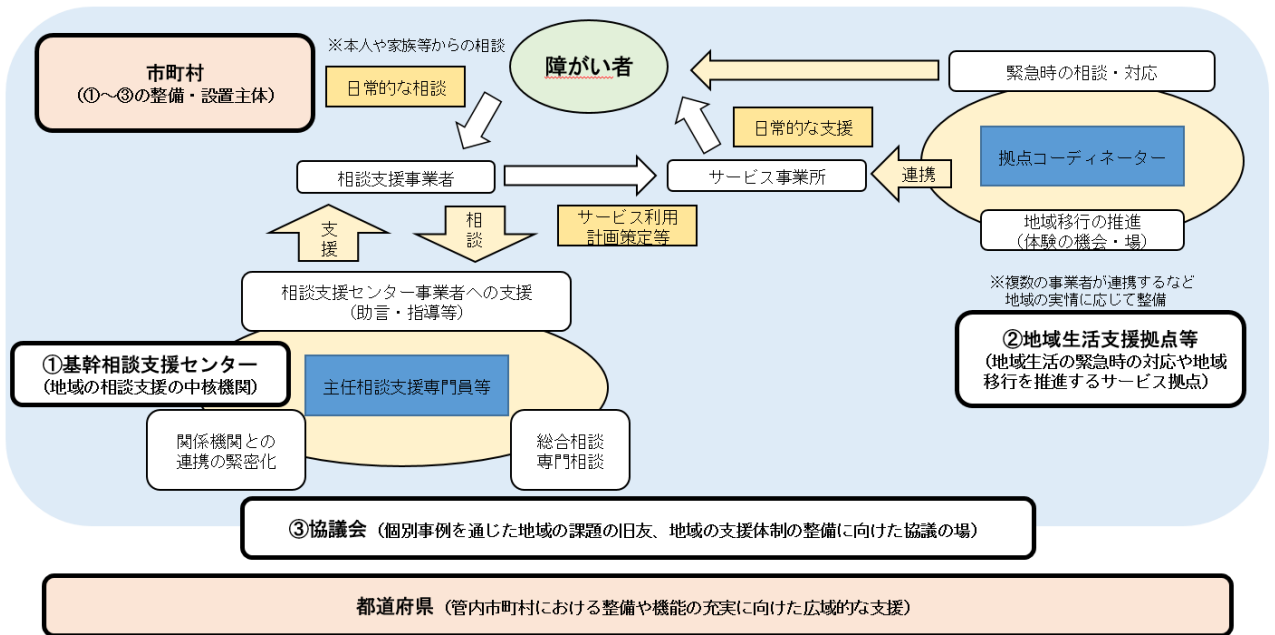 市町村
(①～③の整備・設置主体)
※本人や家族等からの相談
日常的な相談
障がい者
緊急時の相談・対応
日常的な支援
拠点コーディネーター
相談支援事業者
サービス事業所
連携
サービス利用
計画策定等
支援
相談
地域移行の推進
(体験の機会・場)
※複数の事業者が連携するなど
地域の実情に応じて整備
②地域生活支援拠点等
(地域生活の緊急時の対応や地域
移行を推進するサービス拠点)
相談支援センター事業者への支援
(助言・指導等)
①基幹相談支援センター
(地域の相談支援の中核機関)
主任相談支援専門員等
関係機関との
連携の緊密化
総合相談
専門相談
③協議会 (個別事例を通じた地域の課題の旧友、地域の支援体制の整備に向けた協議の場)
都道府県 (管内市町村における整備や機能の充実に向けた広域的な支援)